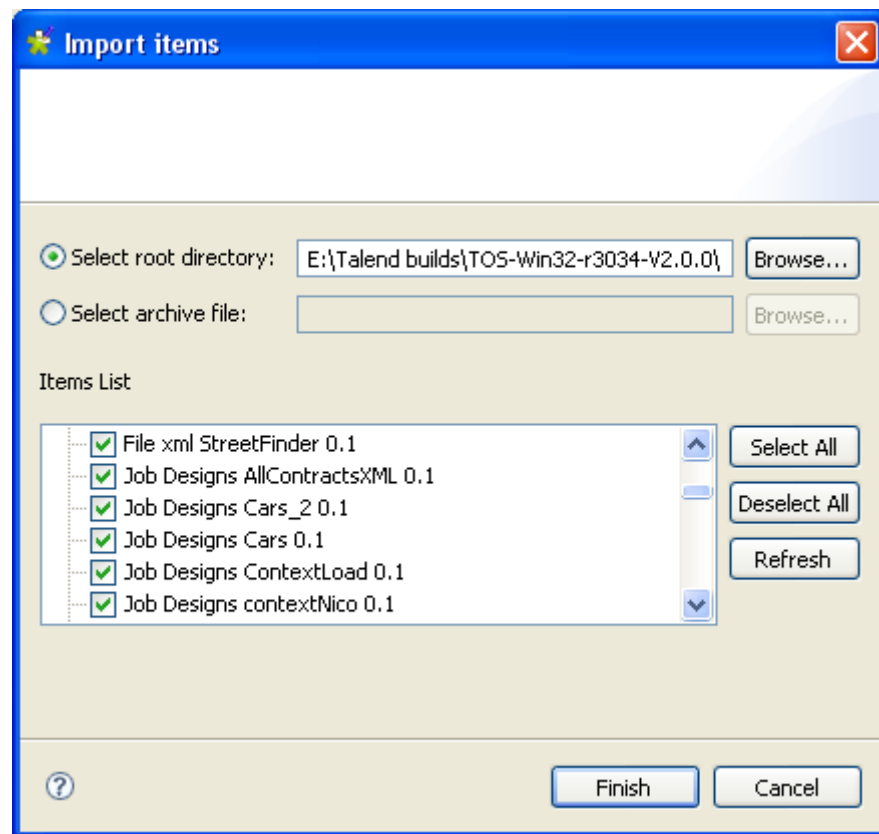 Import items
Select root directory: E:\Talend builds\TOS-Win32-r3034-V2.0.0\ Browse...
Select archive file: Browse...
Items List
File xml StreetFinder 0.1
Job Designs AllContractsXML 0.1
Job Designs Cars_2 0.1
Job Designs Cars 0.1
Job Designs ContextLoad 0.1
Job Designs contextNico 0.1
Select All
Deselect All
Refresh
? Finish Cancel